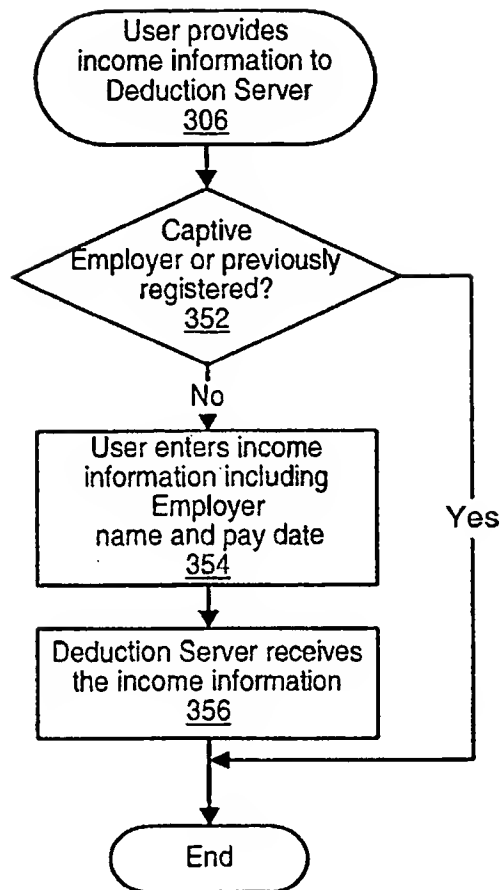 User provides
income information to
Deduction Server
306
Captive
Employer or previously
registered?
352
No
User enters income
information including
Employer
name and pay date
354
Yes
Deduction Server receives
the income information
356
End